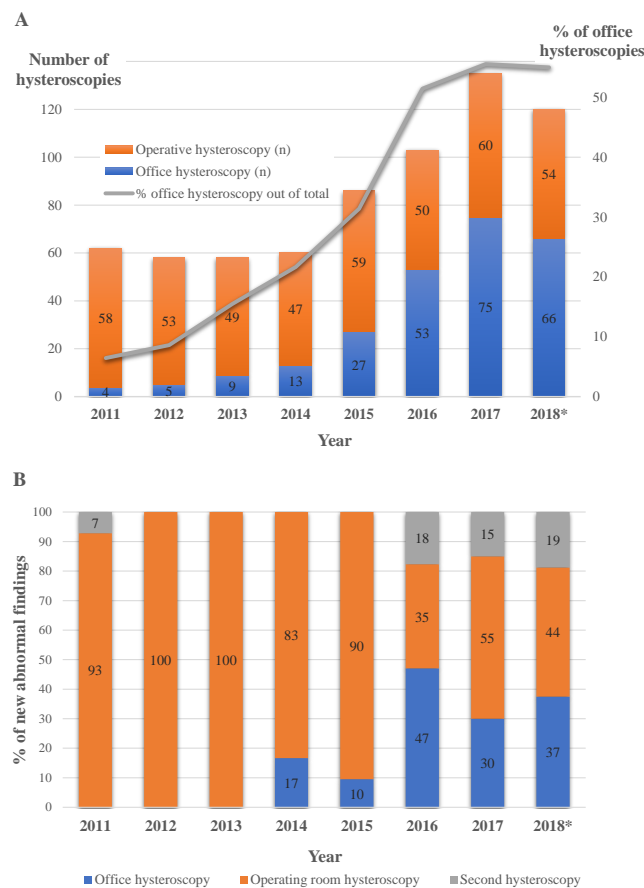 A
Number of
hysteroscopies
% of office
hysteroscopies
120
100
80
60
40
20
0
50
40
30
20
10
0
Operative hysteroscopy (n)
Office hysteroscopy (n)
% office hysteroscopy out of total
58 53 49 47 59 50 60 54
4 5 9 13 27 53 75 66
2011 2012 2013 2014 2015 2016 2017 2018*
Year
B
% of new abnormal findings
100
90
80
70
60
50
40
30
20
10
0
7 18 15 19
93 100 100 83 90 35 55 44
17 10 47 30 37
2011 2012 2013 2014 2015 2016 2017 2018*
Year
Office hysteroscopy Operating room hysteroscopy Second hysteroscopy